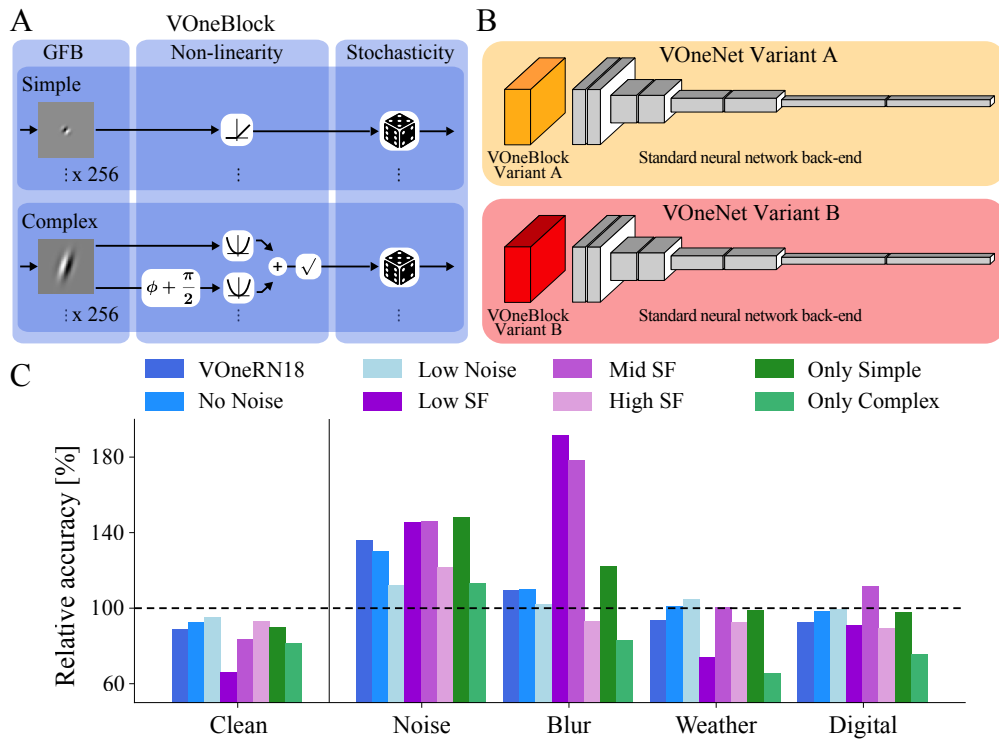 A
VOneBlock
GFB
Non-linearity
Stochasticity
Simple
⋮ x 256
⋮
⋮
Complex
ϕ + π/2
+
√
⋮ x 256
⋮
⋮
B
VOneNet Variant A
VOneBlock
Variant A
Standard neural network back-end
VOneNet Variant B
VOneBlock
Variant B
Standard neural network back-end
C
VOneRN18
Low Noise
Mid SF
Only Simple
No Noise
Low SF
High SF
Only Complex
Relative accuracy [%]
180
140
100
60
Clean
Noise
Blur
Weather
Digital